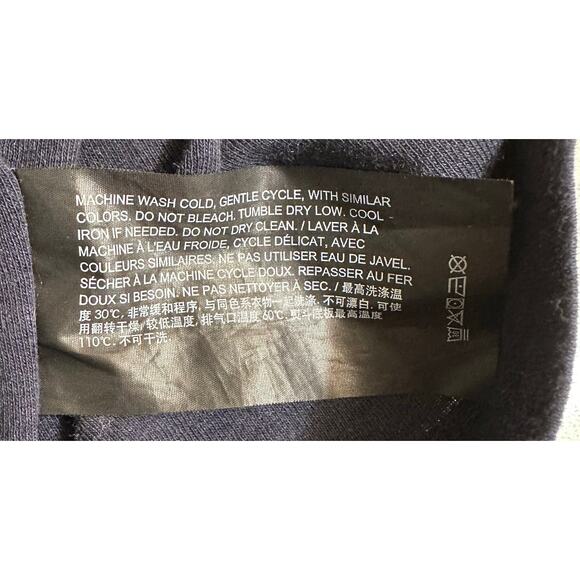 MACHINE WASH COLD, GENTLE CYCLE, WITH SIMILAR
COLORS. DO NOT BLEACH. TUMBLE DRY LOW. COOL
IRON IF NEEDED. DO NOT DRY CLEAN. / LAVER À LA
MACHINE À L'EAU FROIDE, CYCLE DÉLICAT, AVEC
COULEURS SIMILAIRES. NE PAS UTILISER EAU DE JAVEL.
SÉCHER À LA MACHINE CYCLE DOUX. REPASSER AU FER
DOUX SI BESOIN. NE PAS NETTOYER À SEC. / 最高洗涤温
度 30℃, 非常缓和程序, 与同色系衣物一起洗涤. 不可漂白. 可使
用翻转干燥/ 较低温度, 排气口温度 60℃. 熨斗底板最高温度
110℃. 不可干洗.